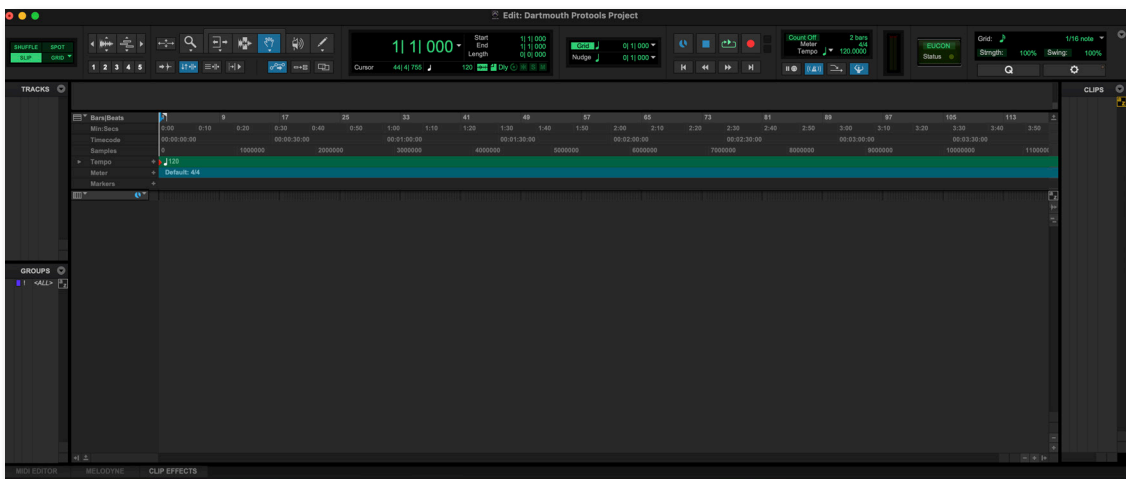 Edit: Dartmouth Protools Project
SHUFFLE SPOT
SLIP GRID
1 2 3 4 5
1| 1| 000
Start 1| 1| 000
End 1| 1| 000
Length 0| 0| 000
Cursor 44| 4| 755
120 Dly S M
Grid 0| 1| 000
Nudge 0| 1| 000
Count Off 2 bars
Meter 4/4
Tempo 120.0000
EUCON
Status
Grid: 1/16 note
Strngth: 100% Swing: 100%
Q
TRACKS
CLIPS
Bars|Beats 9 17 25 33 41 49 57 65 73 81 89 97 105 113
Min:Secs 0:00 0:10 0:20 0:30 0:40 0:50 1:00 1:10 1:20 1:30 1:40 1:50 2:00 2:10 2:20 2:30 2:40 2:50 3:00 3:10 3:20 3:30 3:40 3:50
Timecode 00:00:00:00 00:00:30:00 00:01:00:00 00:01:30:00 00:02:00:00 00:02:30:00 00:03:00:00 00:03:30:00
Samples 0 1000000 2000000 3000000 4000000 5000000 6000000 7000000 8000000 9000000 10000000
Tempo 120
Meter Default: 4/4
Markers
GROUPS
! <ALL>
MIDI EDITOR MELODYNE CLIP EFFECTS